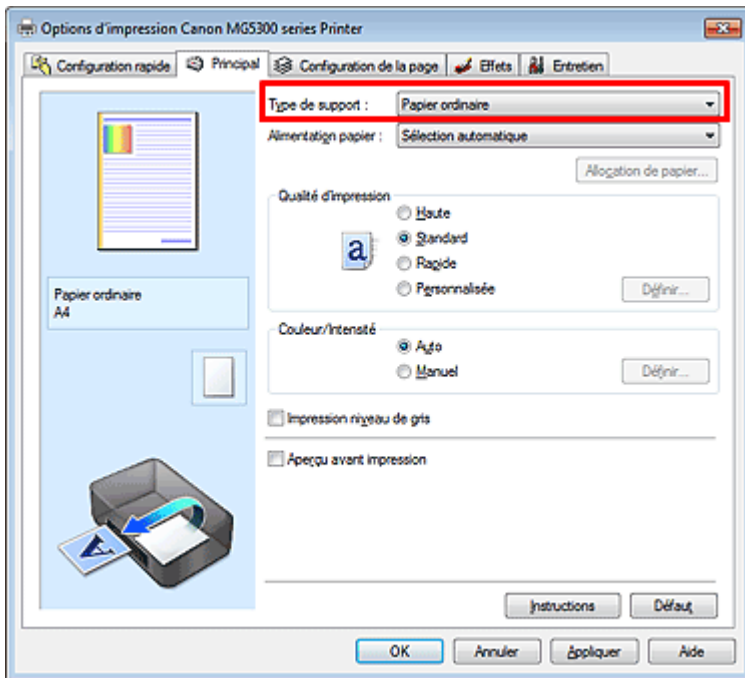 Options d'impression Canon MG5300 series Printer
Configuration rapide Principal Configuration de la page Effets Entretien
Type de support : Papier ordinaire
Alimentation papier : Sélection automatique
Allocation de papier...
Qualité d'impression
Haute
a Standard
Rapide
Personnalisée Définir...
Papier ordinaire
A4
Couleur/Intensité
Auto
Manuel Définir...
Impression niveau de gris
Aperçu avant impression
A
Instructions Défaut
OK Annuler Appliquer Aide